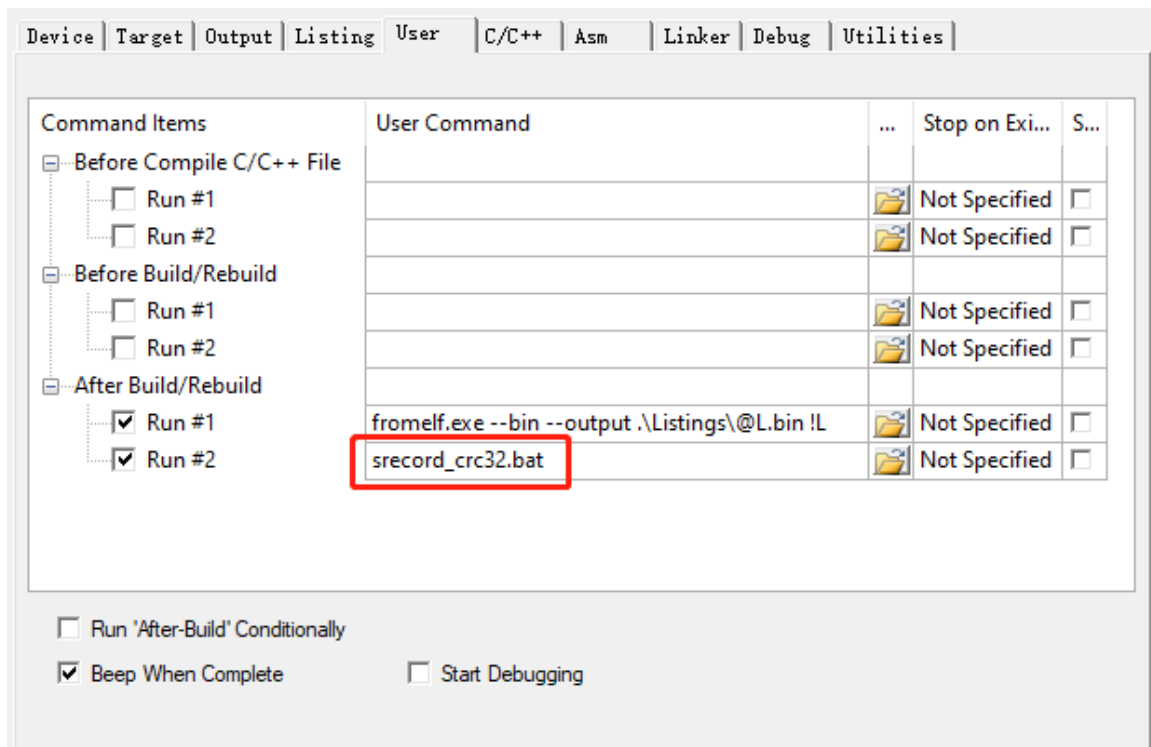 Device Target Output Listing User C/C++ Asm Linker Debug Utilities
Command Items User Command ... Stop on Exi... S...
Before Compile C/C++ File
Run #1 Not Specified
Run #2 Not Specified
Before Build/Rebuild
Run #1 Not Specified
Run #2 Not Specified
After Build/Rebuild
Run #1 fromelf.exe --bin --output .\Listings\@L.bin !L Not Specified
Run #2 srecord_crc32.bat Not Specified
Run 'After-Build' Conditionally
Beep When Complete Start Debugging